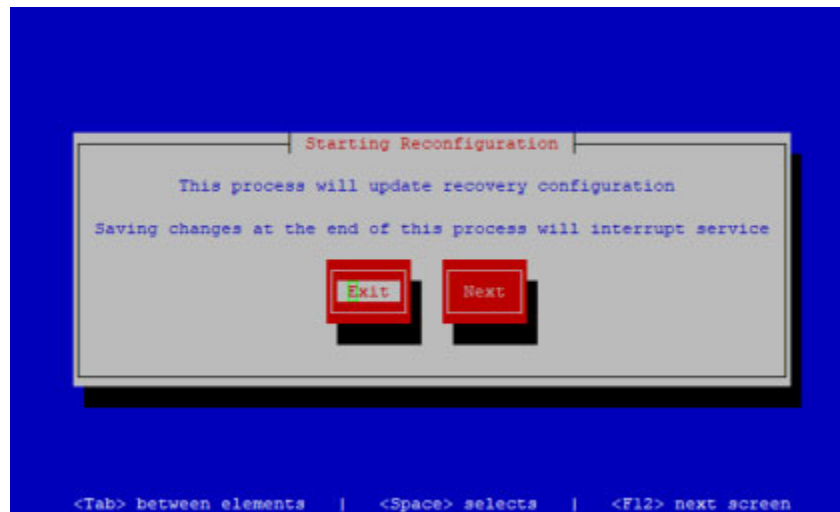 Starting Reconfiguration
This process will update recovery configuration
Saving changes at the end of this process will interrupt service
Exit Next
<Tab> between elements | <Space> selects | <F12> next screen